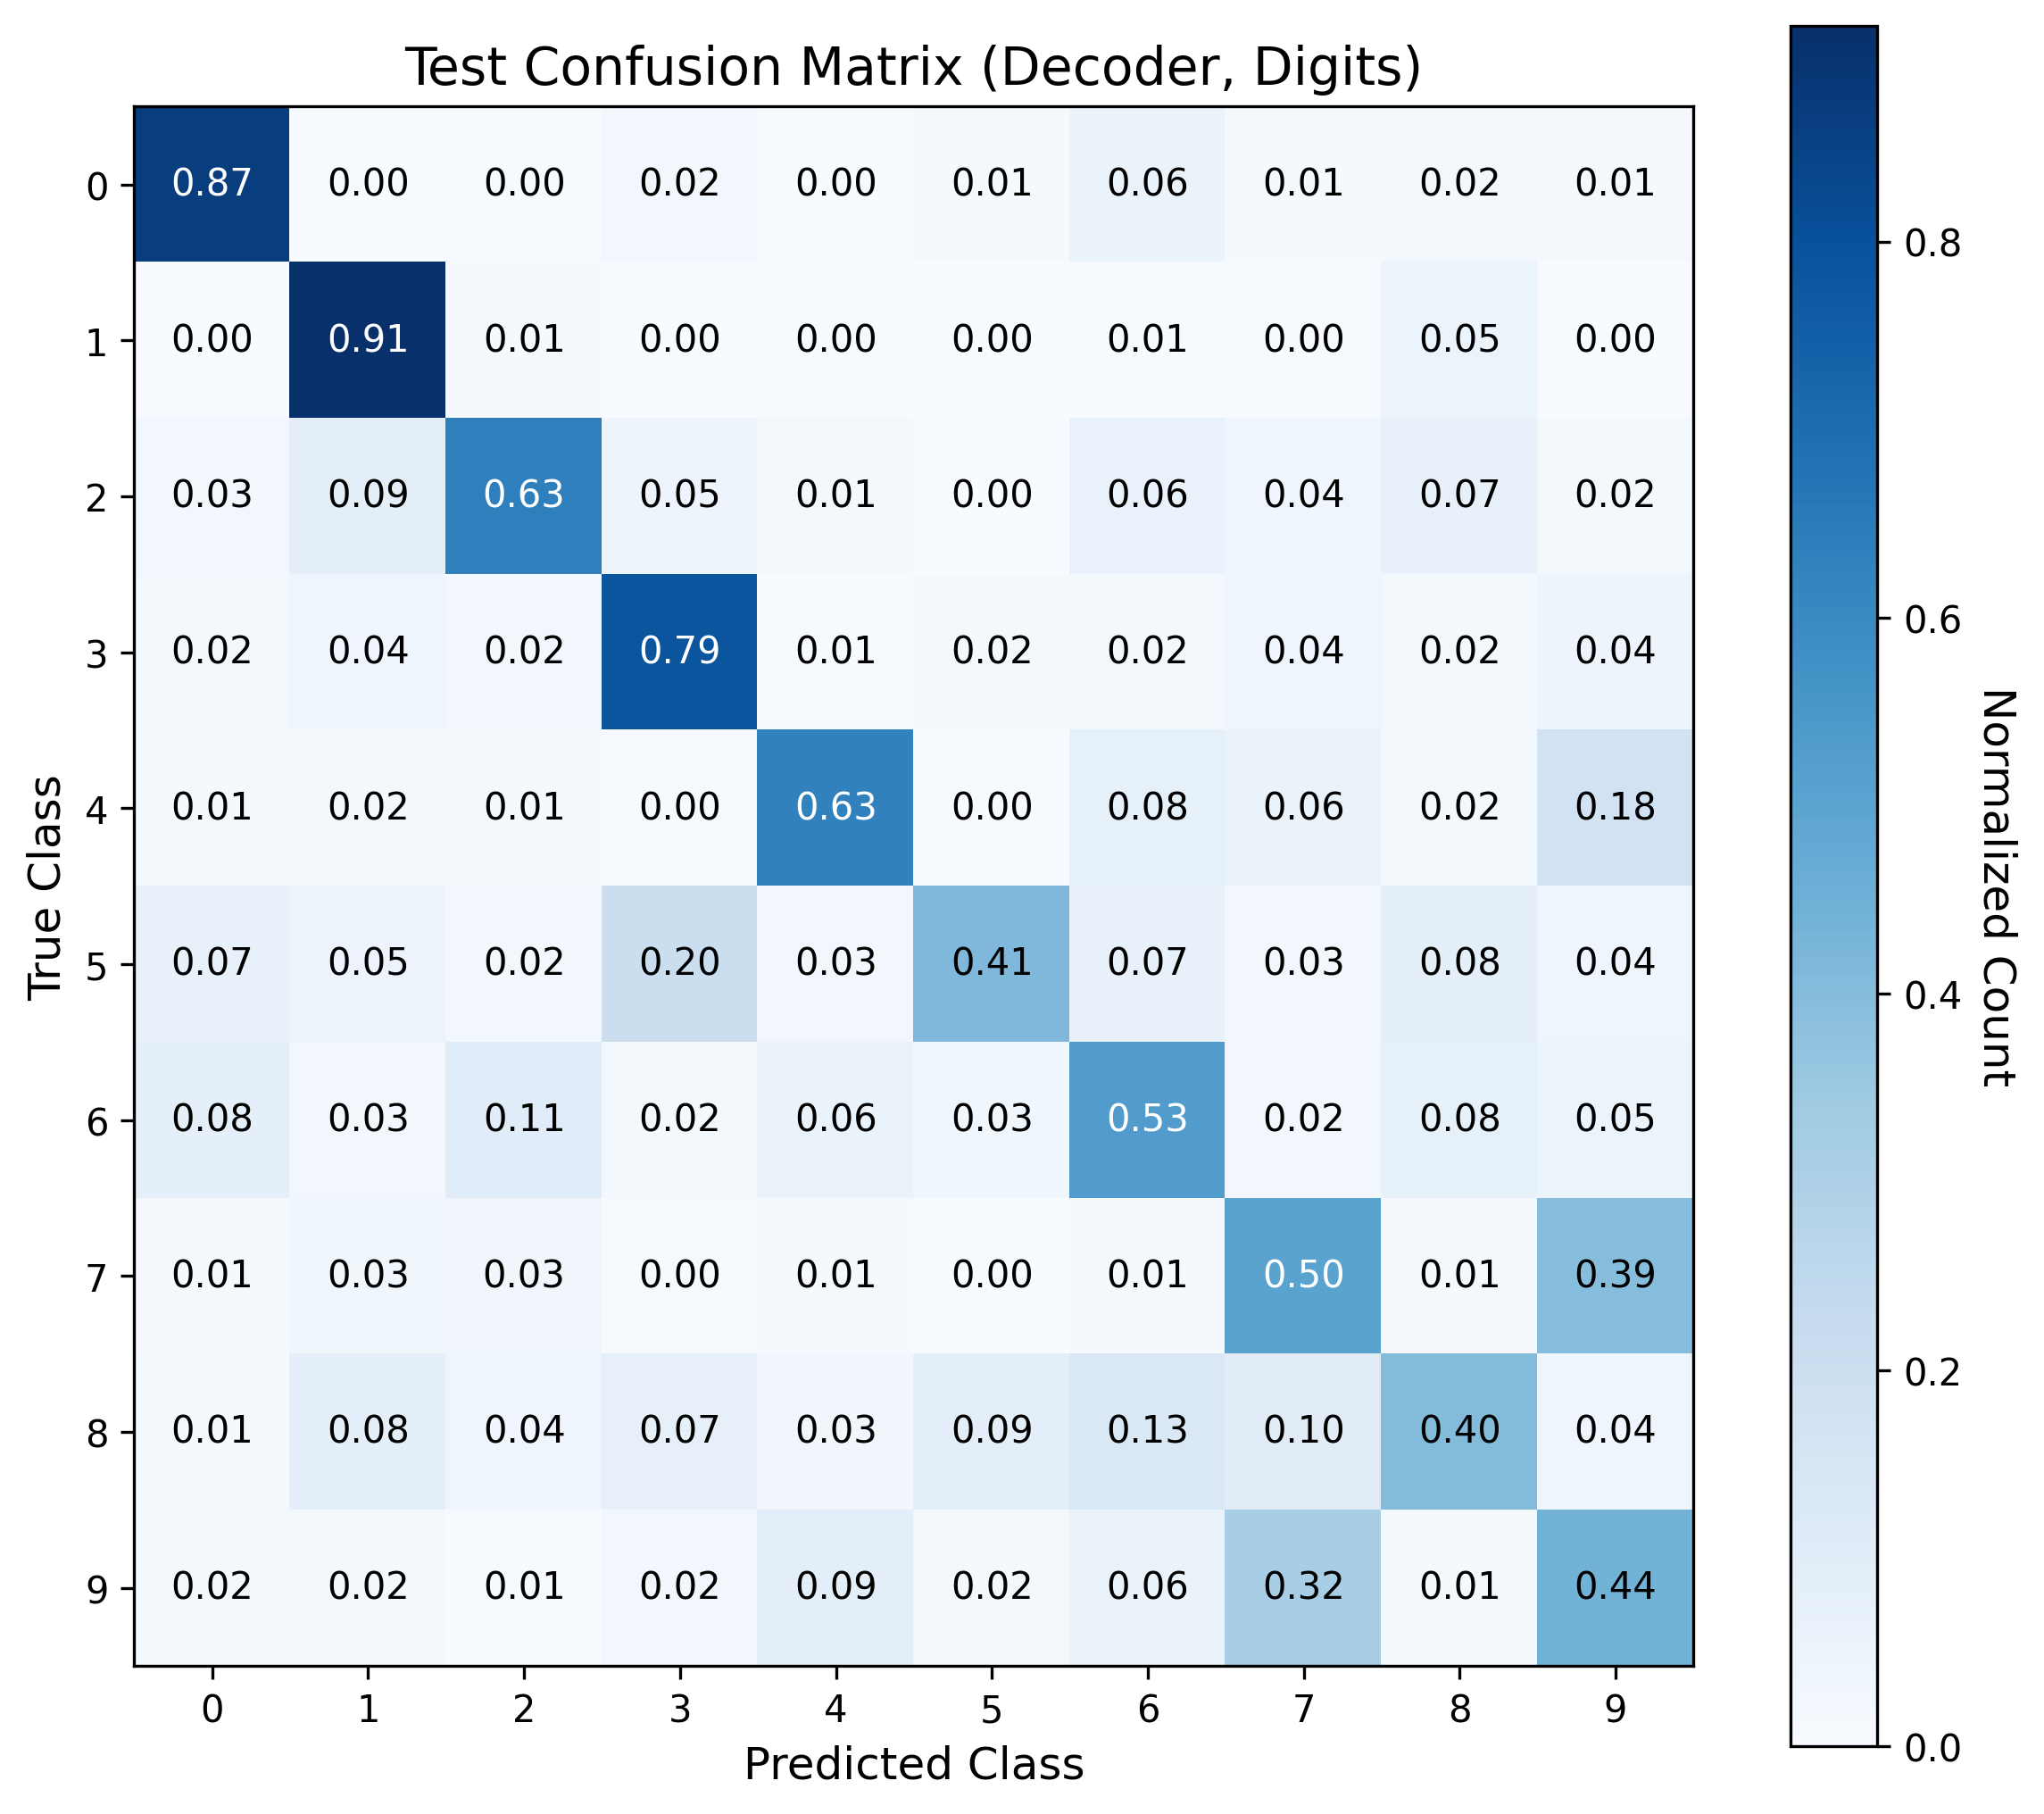 Test Confusion Matrix (Decoder, Digits)
0 0.87 0.00 0.00 0.02 0.00 0.01 0.06 0.01 0.02 0.01
1 0.00 0.91 0.01 0.00 0.00 0.00 0.01 0.00 0.05 0.00
2 0.03 0.09 0.63 0.05 0.01 0.00 0.06 0.04 0.07 0.02
3 0.02 0.04 0.02 0.79 0.01 0.02 0.02 0.04 0.02 0.04
4 0.01 0.02 0.01 0.00 0.63 0.00 0.08 0.06 0.02 0.18
5 0.07 0.05 0.02 0.20 0.03 0.41 0.07 0.03 0.08 0.04
6 0.08 0.03 0.11 0.02 0.06 0.03 0.53 0.02 0.08 0.05
7 0.01 0.03 0.03 0.00 0.01 0.00 0.01 0.50 0.01 0.39
8 0.01 0.08 0.04 0.07 0.03 0.09 0.13 0.10 0.40 0.04
9 0.02 0.02 0.01 0.02 0.09 0.02 0.06 0.32 0.01 0.44
0 1 2 3 4 5 6 7 8 9
Predicted Class
True Class
0.8
0.6
0.4
0.2
0.0
Normalized Count